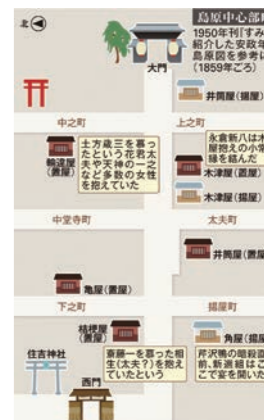 北
島原中心部
1950年刊「すみ
紹介した安政年
島原図を参考に
(1859年ごろ)
大門
井筒屋(揚屋)
中之町
上之町
輪違屋
(置屋)
土方歳三を慕っ
たという花君太
夫や天神の一之
など多数の女性
を抱えていた
永倉新八は木
屋抱えの小常
縁を結んだ
木津屋(置屋)
木津屋(揚屋)
中堂寺町
太夫町
井筒屋(置屋
亀屋(置屋)
下之町
揚屋町
桔梗屋
(置屋)
角屋(揚屋
住吉神社
斎藤一を慕った相
生(太夫?)を抱え
ていたという
芹沢鴨の暗殺直
前、新選組はこ
こで宴を開いた
西門